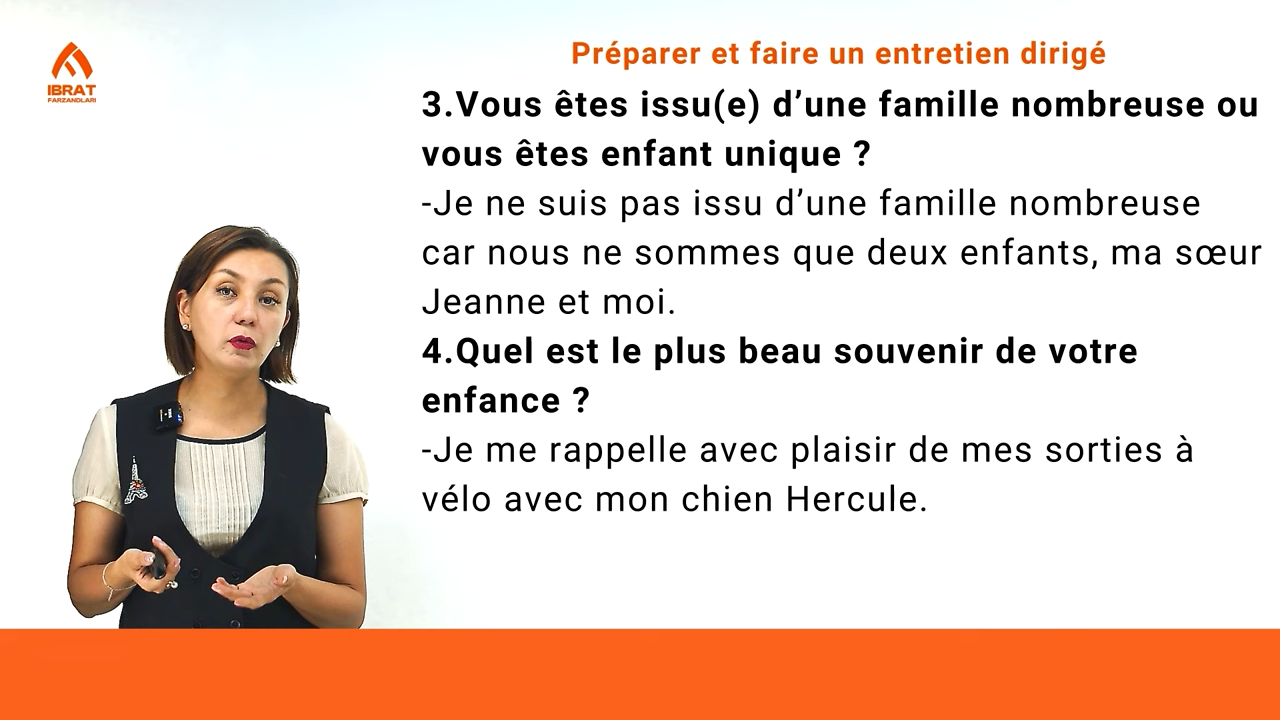 IBRAT
FARZANDLARI
Préparer et faire un entretien dirigé
3.Vous êtes issu(e) d’une famille nombreuse ou
vous êtes enfant unique ?
-Je ne suis pas issu d’une famille nombreuse
car nous ne sommes que deux enfants, ma sœur
Jeanne et moi.
4.Quel est le plus beau souvenir de votre
enfance ?
-Je me rappelle avec plaisir de mes sorties à
vélo avec mon chien Hercule.